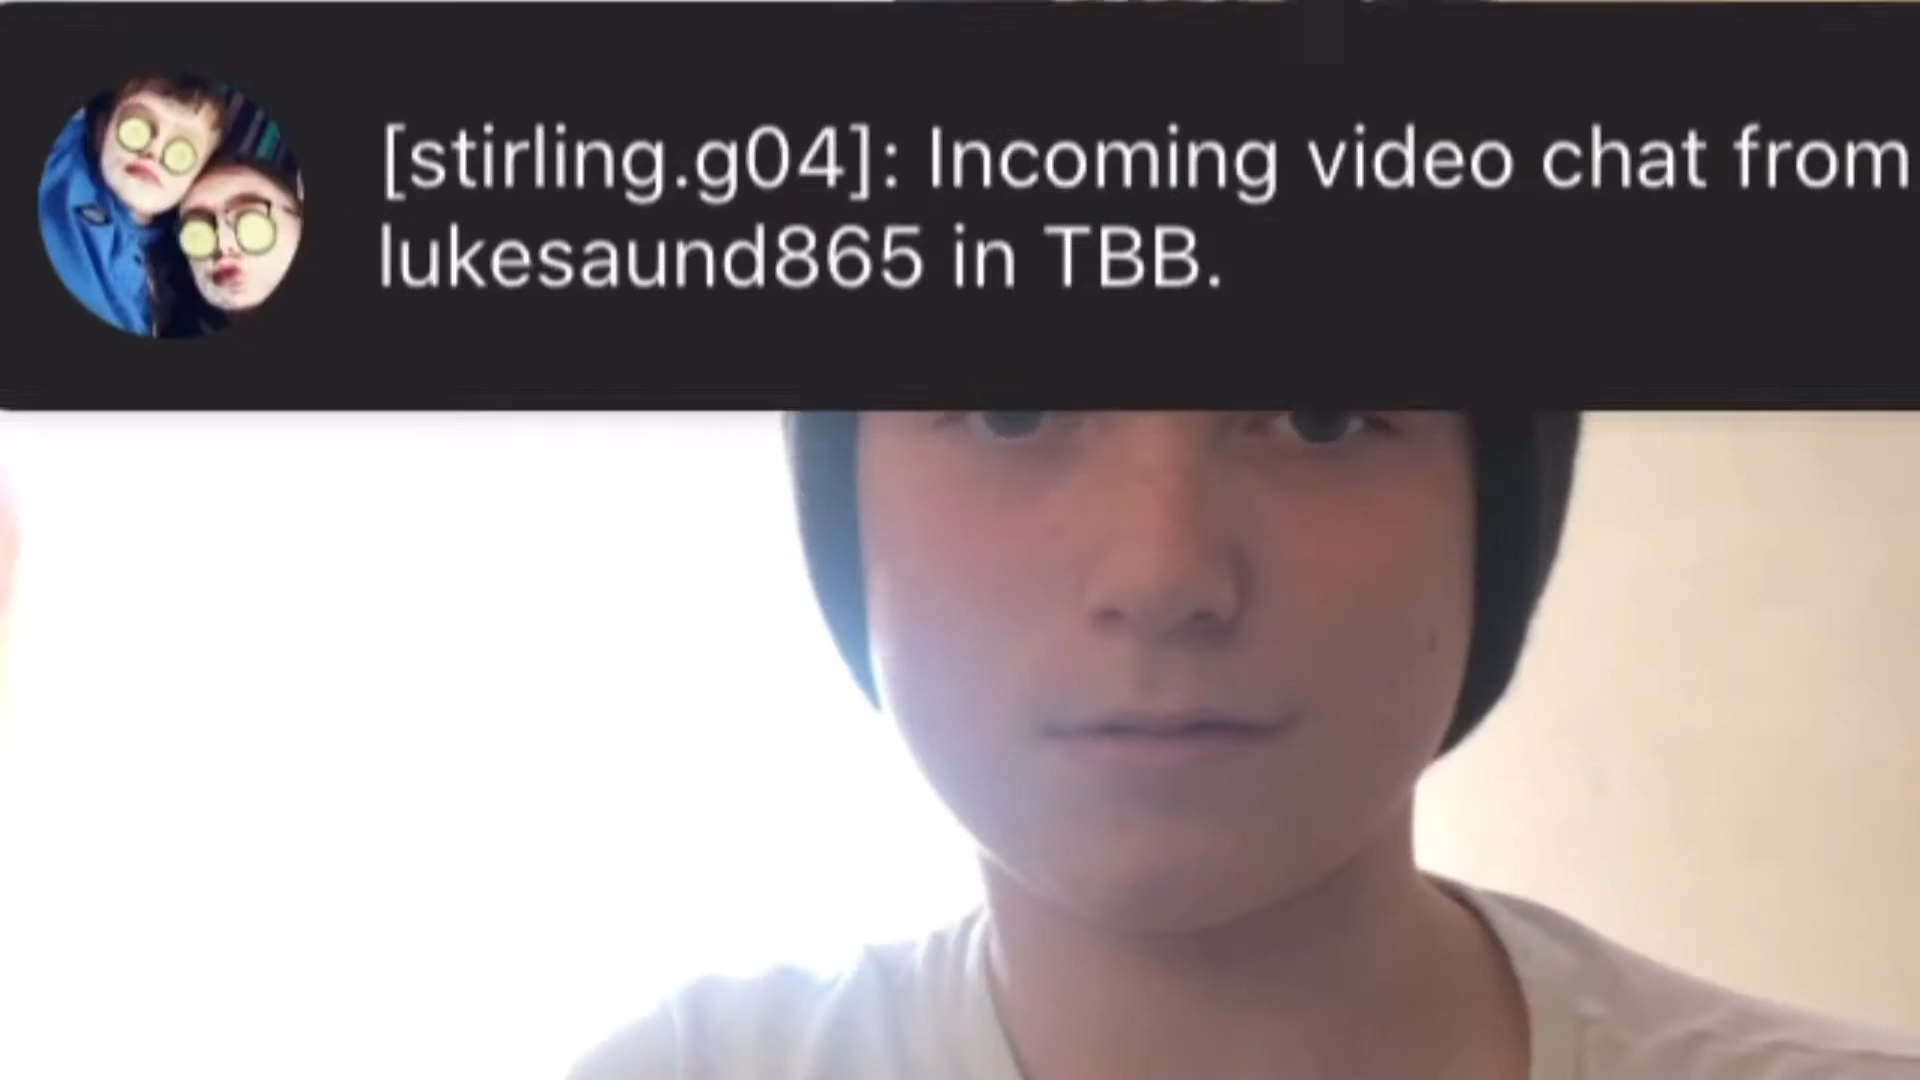 [stirling.g04]: Incoming video chat from
lukesaund865 in TBB.